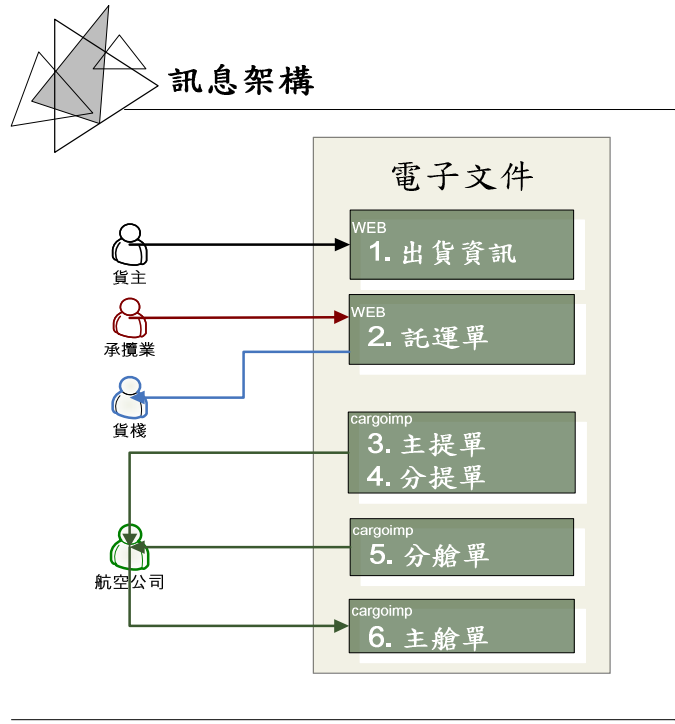 訊息架構
電子文件
WEB
1. 出貨資訊
貨主
WEB
2. 託運單
承攬業
貨棧
cargoimp
3. 主提單
4. 分提單
cargoimp
5. 分艙單
航空公司
cargoimp
6. 主艙單